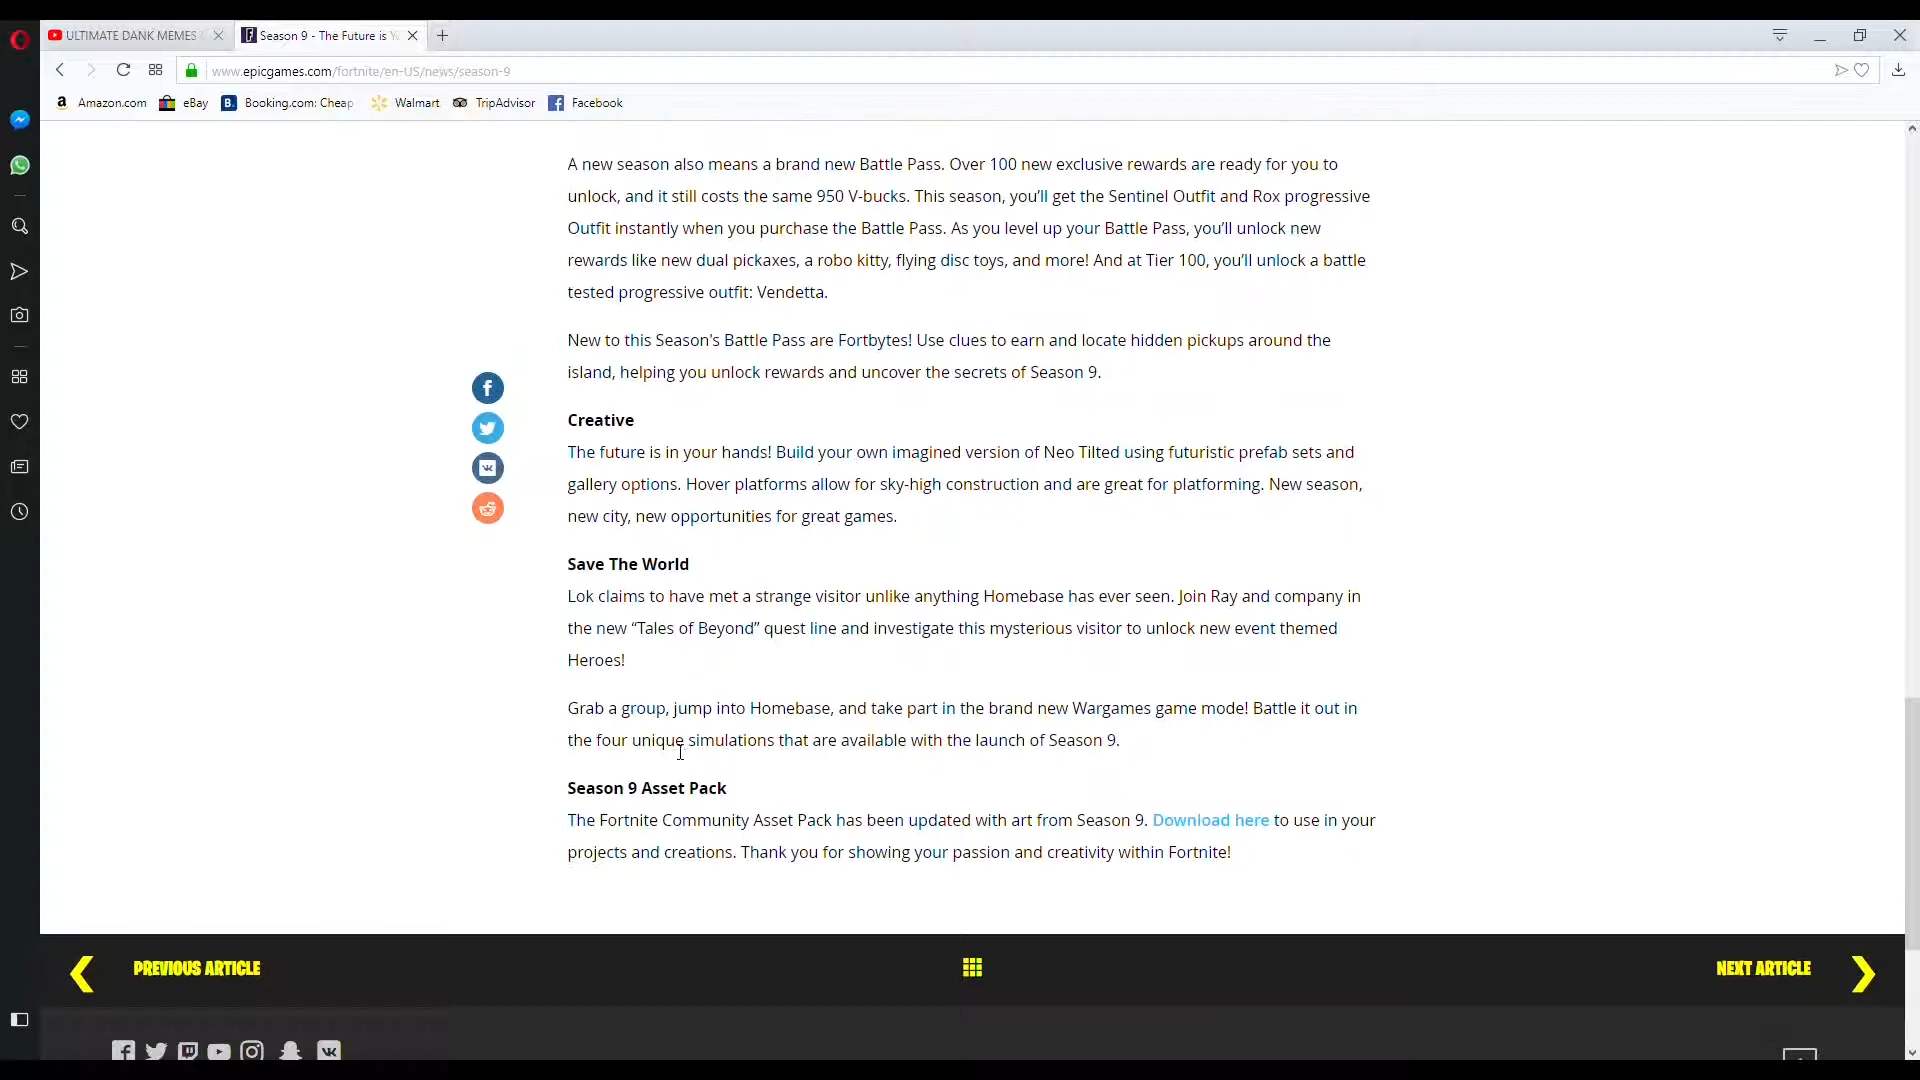 ULTIMATE DANK MEMES
Season 9 - The Future is Yo
www.epicgames.com/fortnite/en-US/news/season-9
Amazon.com
eBay
Booking.com: Cheap
Walmart
TripAdvisor
Facebook
A new season also means a brand new Battle Pass. Over 100 new exclusive rewards are ready for you to
unlock, and it still costs the same 950 V-bucks. This season, you’ll get the Sentinel Outfit and Rox progressive
Outfit instantly when you purchase the Battle Pass. As you level up your Battle Pass, you’ll unlock new
rewards like new dual pickaxes, a robo kitty, flying disc toys, and more! And at Tier 100, you’ll unlock a battle
tested progressive outfit: Vendetta.
New to this Season's Battle Pass are Fortbytes! Use clues to earn and locate hidden pickups around the
island, helping you unlock rewards and uncover the secrets of Season 9.
Creative
The future is in your hands! Build your own imagined version of Neo Tilted using futuristic prefab sets and
gallery options. Hover platforms allow for sky-high construction and are great for platforming. New season,
new city, new opportunities for great games.
Save The World
Lok claims to have met a strange visitor unlike anything Homebase has ever seen. Join Ray and company in
the new “Tales of Beyond” quest line and investigate this mysterious visitor to unlock new event themed
Heroes!
Grab a group, jump into Homebase, and take part in the brand new Wargames game mode! Battle it out in
the four unique simulations that are available with the launch of Season 9.
Season 9 Asset Pack
The Fortnite Community Asset Pack has been updated with art from Season 9. Download here to use in your
projects and creations. Thank you for showing your passion and creativity within Fortnite!
PREVIOUS ARTICLE
NEXT ARTICLE